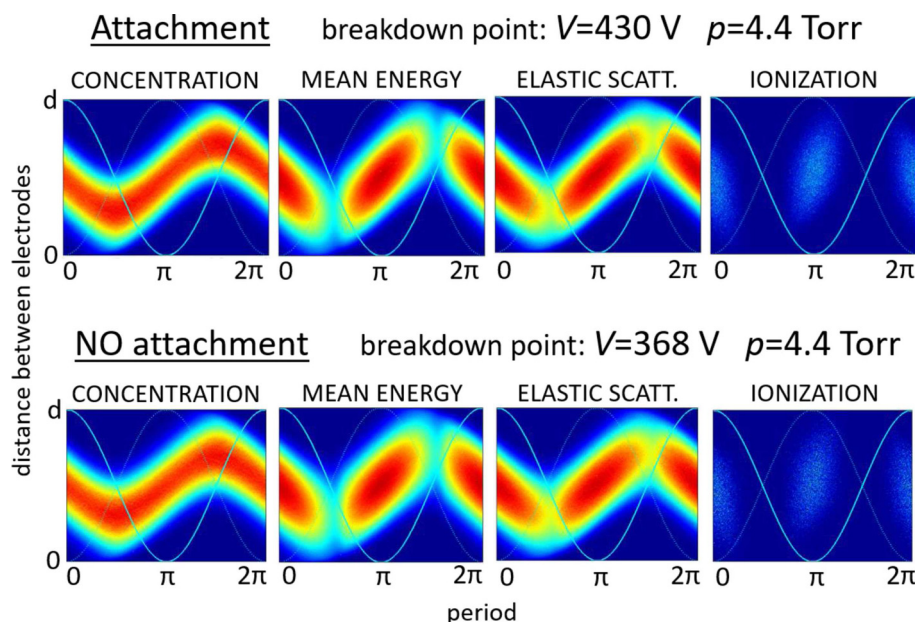 Attachment breakdown point: V=430 V p=4.4 Torr
CONCENTRATION MEAN ENERGY ELASTIC SCATT. IONIZATION
d
0
0 π 2π 0 π 2π 0 π 2π 0 π 2π
distance between electrodes
NO attachment breakdown point: V=368 V p=4.4 Torr
CONCENTRATION MEAN ENERGY ELASTIC SCATT. IONIZATION
d
0
0 π 2π 0 π 2π 0 π 2π 0 π 2π
period